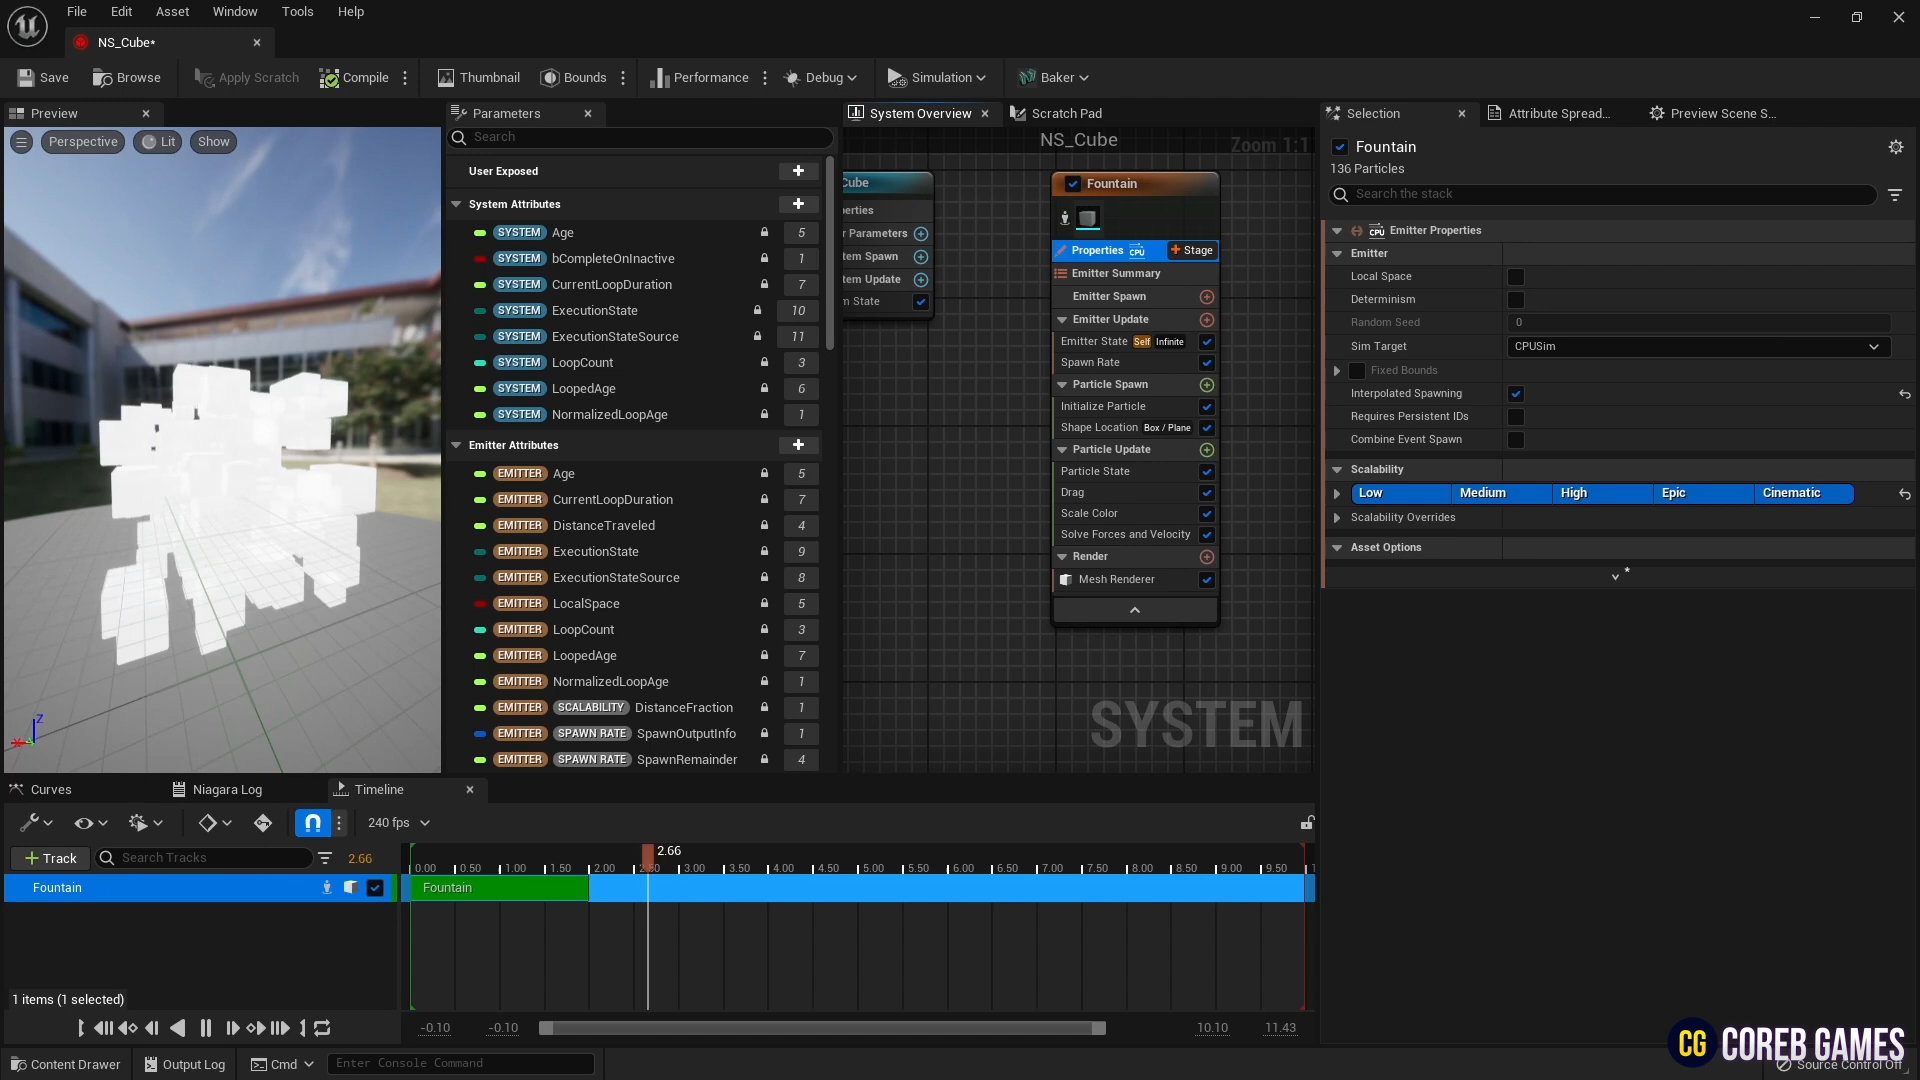 File Edit Asset Window Tools Help
NS_Cube*
Save Browse Apply Scratch Compile Thumbnail Bounds Performance Debug Simulation Baker
Preview
Perspective Lit Show
Z
Parameters
Search
User Exposed
System Attributes
SYSTEM Age 5
SYSTEM bCompleteOnInactive 1
SYSTEM CurrentLoopDuration 7
SYSTEM ExecutionState 10
SYSTEM ExecutionStateSource 11
SYSTEM LoopCount 3
SYSTEM LoopedAge 6
SYSTEM NormalizedLoopAge 1
Emitter Attributes
EMITTER Age 5
EMITTER CurrentLoopDuration 7
EMITTER DistanceTraveled 4
EMITTER ExecutionState 9
EMITTER ExecutionStateSource 8
EMITTER LocalSpace 5
EMITTER LoopCount 3
EMITTER LoopedAge 7
EMITTER NormalizedLoopAge 1
EMITTER SCALABILITY DistanceFraction 1
EMITTER SPAWN RATE SpawnOutputInfo 1
EMITTER SPAWN RATE SpawnRemainder 4
System Overview Scratch Pad
NS_Cube Zoom 1:1
Cube
erties
r Parameters
tem Spawn
tem Update
m State
Fountain
Properties CPU + Stage
Emitter Summary
Emitter Spawn
Emitter Update
Emitter State Self Infinite
Spawn Rate
Particle Spawn
Initialize Particle
Shape Location Box / Plane
Particle Update
Particle State
Drag
Scale Color
Solve Forces and Velocity
Render
Mesh Renderer
SYSTEM
Selection Attribute Spread... Preview Scene S...
Fountain
136 Particles
Search the stack
CPU Emitter Properties
Emitter
Local Space
Determinism
Random Seed 0
Sim Target CPUSim
Fixed Bounds
Interpolated Spawning
Requires Persistent IDs
Combine Event Spawn
Scalability
Low Medium High Epic Cinematic
Scalability Overrides
Asset Options
*
Curves Niagara Log Timeline
240 fps
+ Track Search Tracks 2.66
2.66
0.00 0.50 1.00 1.50 2.00 3.00 3.50 4.00 4.50 5.00 5.50 6.00 6.50 7.00 7.50 8.00 8.50 9.00 9.50
Fountain Fountain
1 items (1 selected)
-0.10 -0.10 10.10 11.43
Content Drawer Output Log Cmd Enter Console Command
CG COREB GAMES
Source Control Off